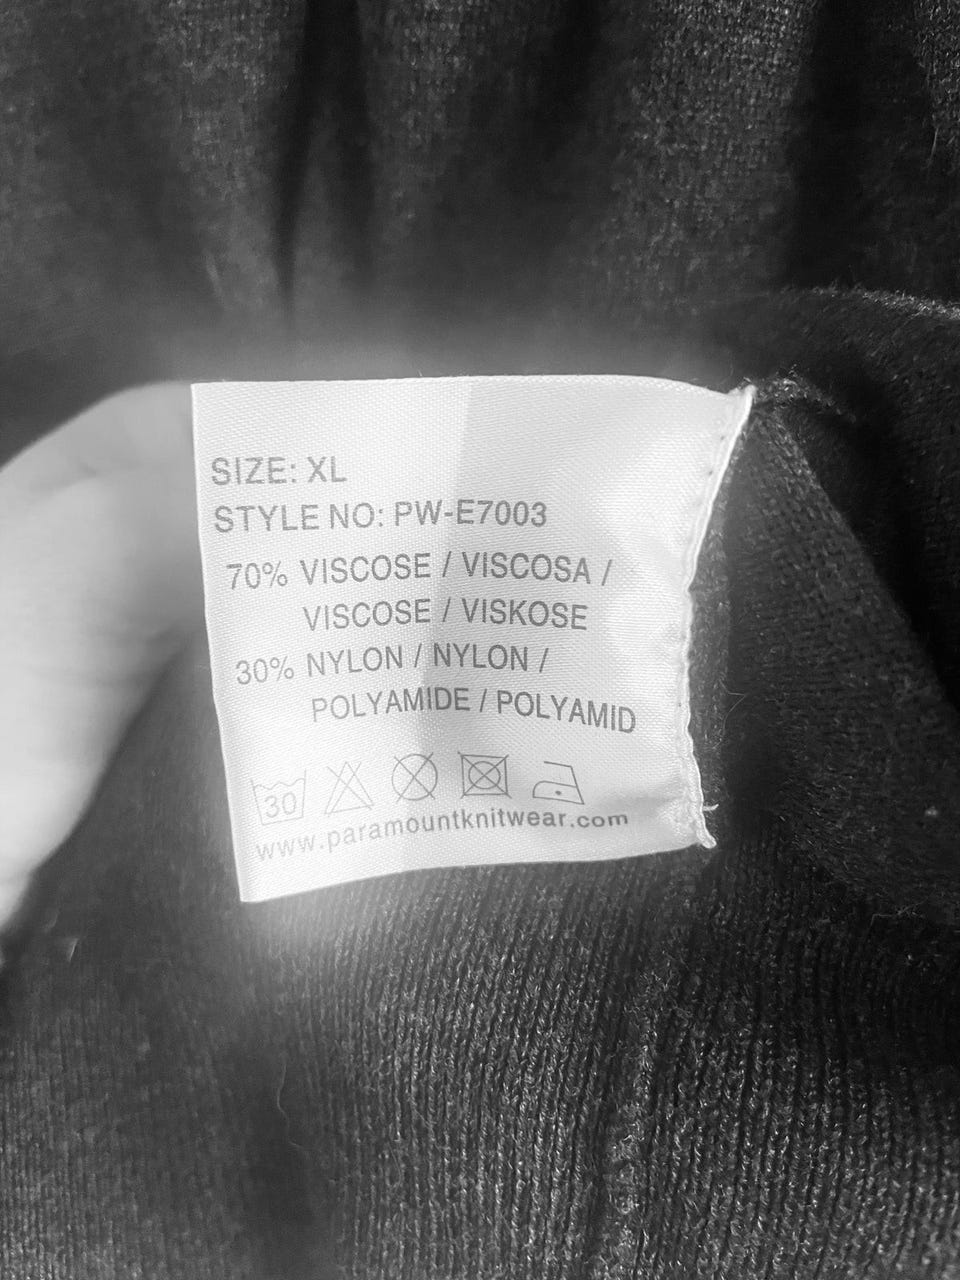 SIZE: XL
STYLE NO: PW-E7003
70% VISCOSE / VISCOSA /
VISCOSE / VISKOSE
30% NYLON / NYLON /
POLYAMIDE / POLYAMID
30
www.paramountknitwear.com